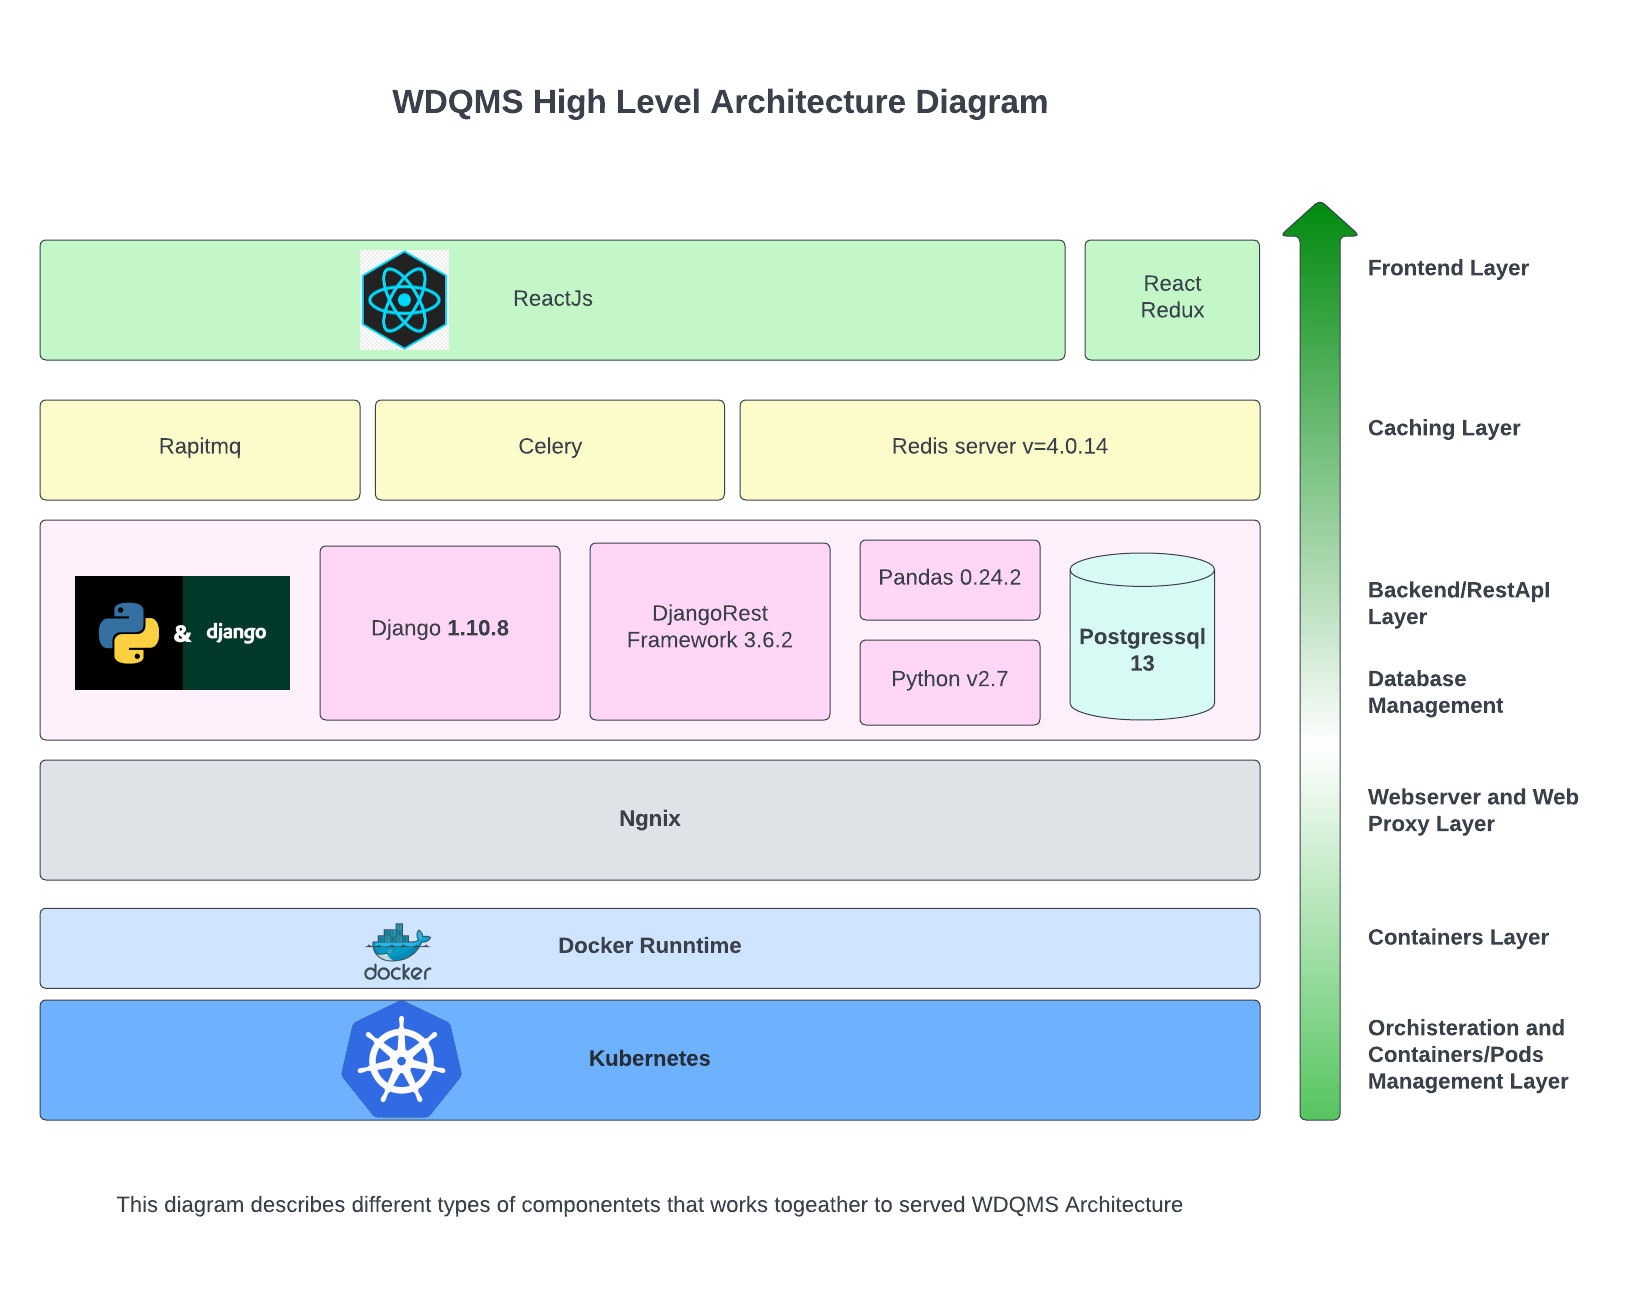 WDQMS High Level Architecture Diagram
Frontend Layer
ReactJs
React
Redux
Caching Layer
Rapitmq
Celery
Redis server v=4.0.14
Backend/RestApI
Layer
& django
Django 1.10.8
DjangoRest
Framework 3.6.2
Pandas 0.24.2
Python v2.7
Postgressql
13
Database
Management
Webserver and Web
Proxy Layer
Ngnix
Containers Layer
docker
Docker Runntime
Orchisteration and
Containers/Pods
Management Layer
Kubernetes
This diagram describes different types of componentets that works togeather to served WDQMS Architecture